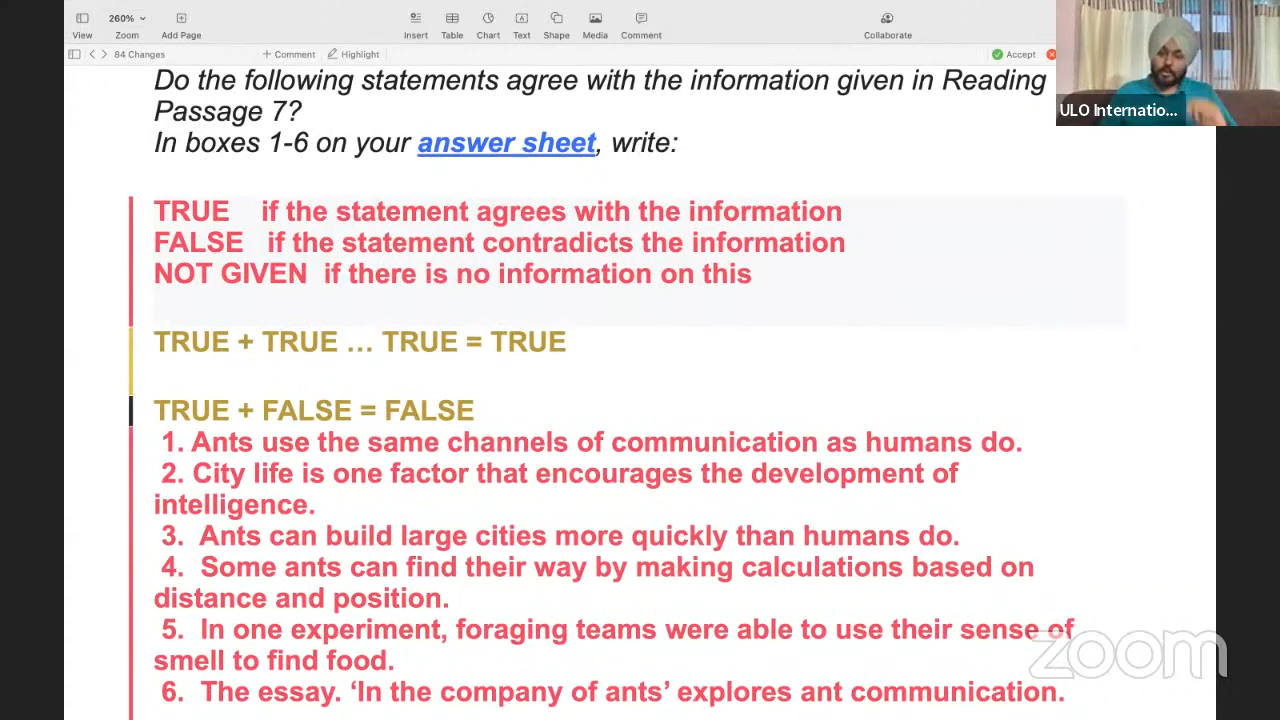 260%
View
Zoom
Add Page
Insert
Table
Chart
Text
Shape
Media
Comment
Collaborate
84 Changes
+ Comment
Highlight
Accept
ULO Internatio...
Do the following statements agree with the information given in Reading
Passage 7?
In boxes 1-6 on your answer sheet, write:
TRUE if the statement agrees with the information
FALSE if the statement contradicts the information
NOT GIVEN if there is no information on this
TRUE + TRUE … TRUE = TRUE
TRUE + FALSE = FALSE
1. Ants use the same channels of communication as humans do.
2. City life is one factor that encourages the development of
intelligence.
3. Ants can build large cities more quickly than humans do.
4. Some ants can find their way by making calculations based on
distance and position.
5. In one experiment, foraging teams were able to use their sense of
smell to find food.
6. The essay. ‘In the company of ants’ explores ant communication.
zoom